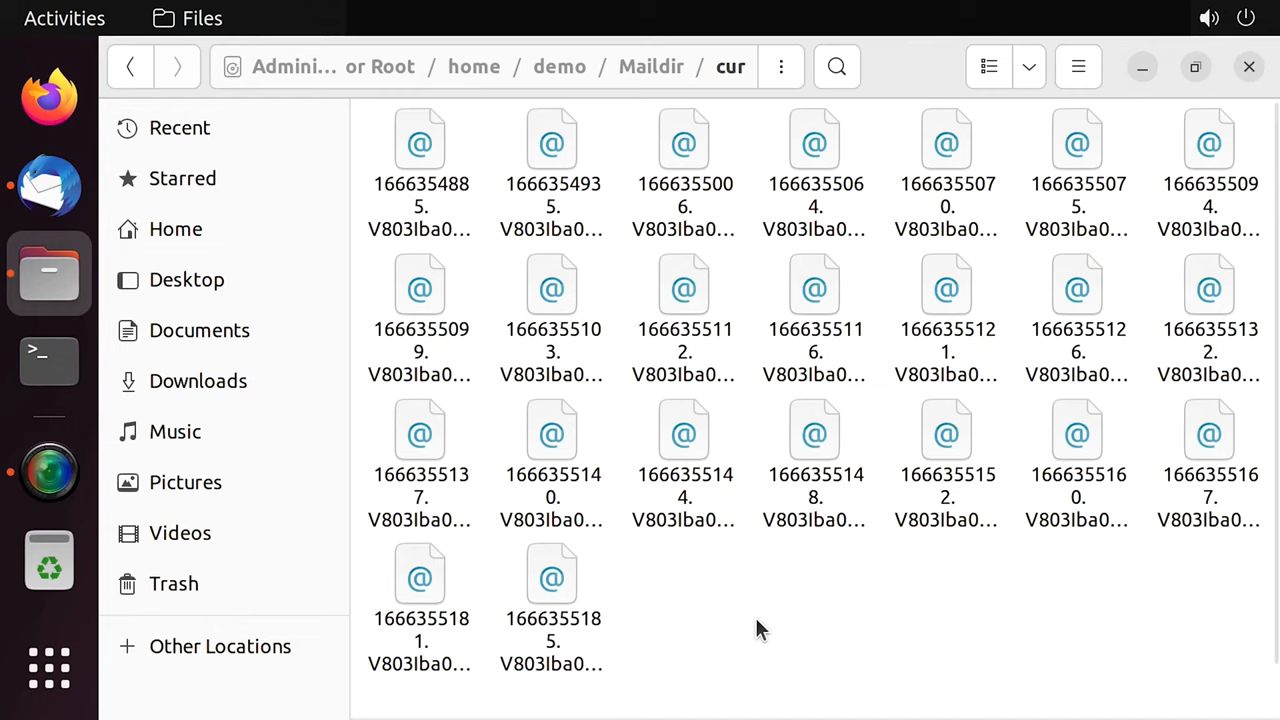 Activities
Files
Admini... or Root / home / demo / Maildir / cur
Recent
Starred
Home
Desktop
Documents
Downloads
Music
Pictures
Videos
Trash
Other Locations
166635488 166635493 166635500 166635506 166635507 166635507 166635509
5. 5. 6. 4. 0. 5. 4.
V803Iba0... V803Iba0... V803Iba0... V803Iba0... V803Iba0... V803Iba0... V803Iba0...
166635509 166635510 166635511 166635511 166635512 166635512 166635513
9. 3. 2. 6. 1. 6. 2.
V803Iba0... V803Iba0... V803Iba0... V803Iba0... V803Iba0... V803Iba0... V803Iba0...
166635513 166635514 166635514 166635514 166635515 166635516 166635516
7. 0. 4. 8. 2. 0. 7.
V803Iba0... V803Iba0... V803Iba0... V803Iba0... V803Iba0... V803Iba0... V803Iba0...
166635518 166635518
1. 5.
V803Iba0... V803Iba0...